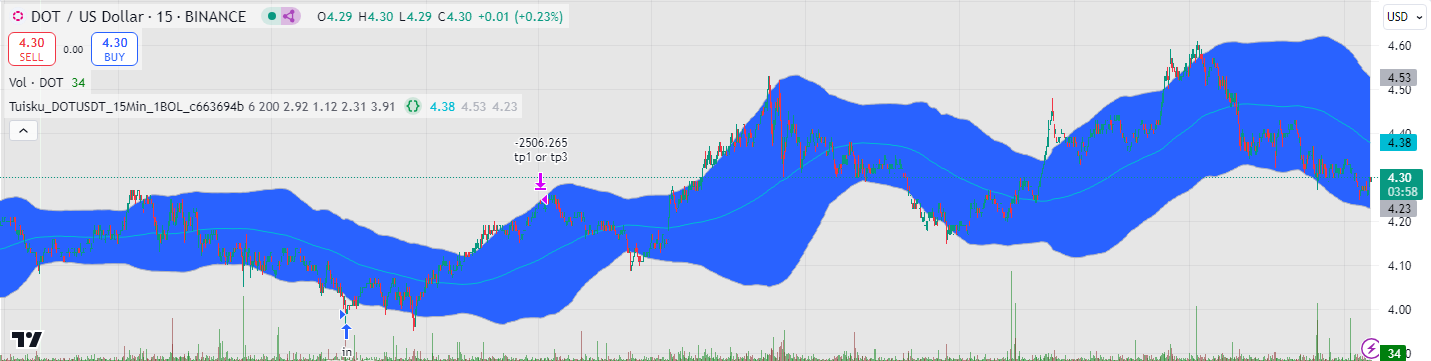 DOT / US Dollar · 15 · BINANCE O4.29 H4.30 L4.29 C4.30 +0.01 (+0.23%)
USD
4.30 SELL 0.00 4.30 BUY
Vol · DOT 34
Tuisku_DOTUSDT_15Min_1BOL_c663694b 6 200 2.92 1.12 2.31 3.91 {} 4.38 4.53 4.23
-2506.265
tp1 or tp3
in
4.60
4.53
4.50
4.40
4.38
4.30
03:58
4.23
4.20
4.10
4.00
34